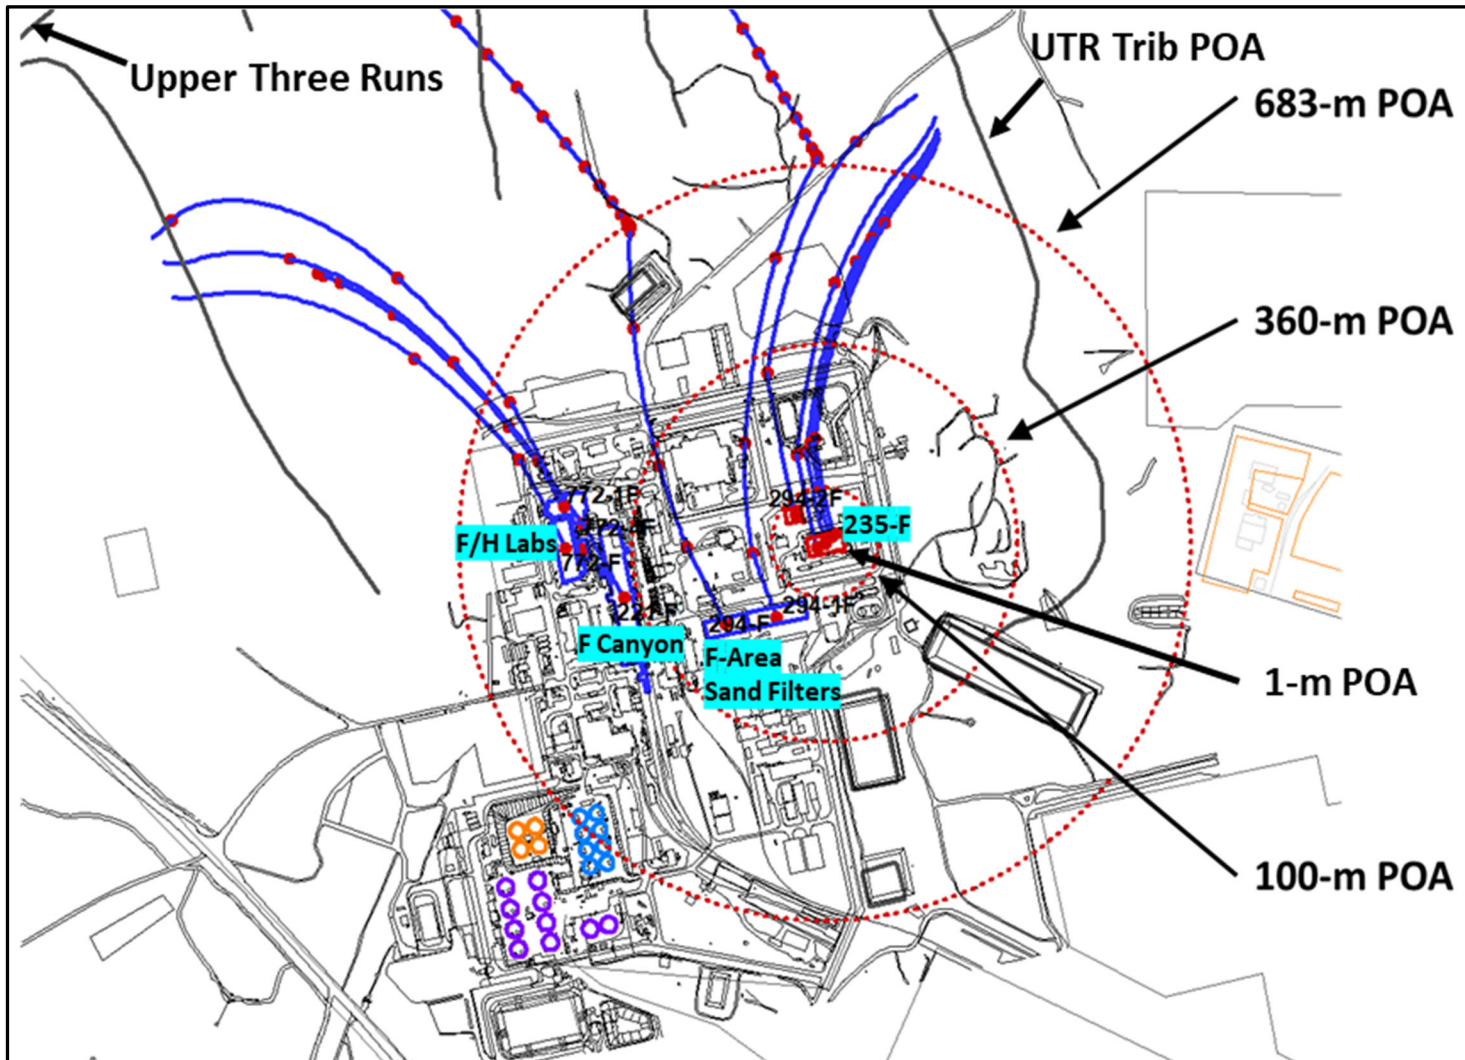 UTR Trib POA
Upper Three Runs
683-m POA
360-m POA
772-1F
294-2F
235-F
F/H Labs
772-F
294-1F
294-F
F Canyon
F-Area
Sand Filters
1-m POA
100-m POA